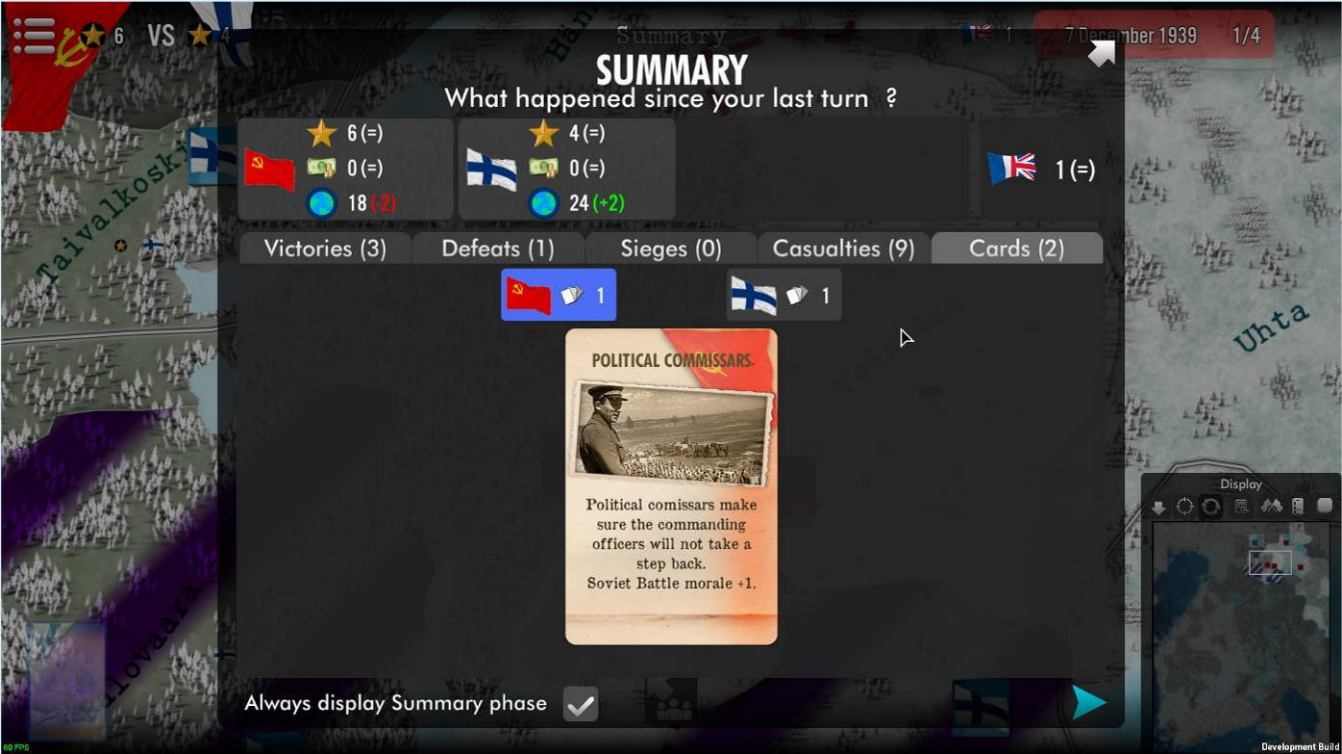 6 VS 4
Summary
1
7 December 1939 1/4
SUMMARY
What happened since your last turn ?
6(=)
0(=)
18(-2)
4(=)
0(=)
24(+2)
1(=)
Victories (3)
Defeats (1)
Sieges (0)
Casualties (9)
Cards (2)
1
1
POLITICAL COMMISSARS.
Political comissars make
sure the commanding
officers will not take a
step back.
Soviet Battle morale +1.
Always display Summary phase
Taivalkoski
Uhta
Display
60 FPS
Development Build